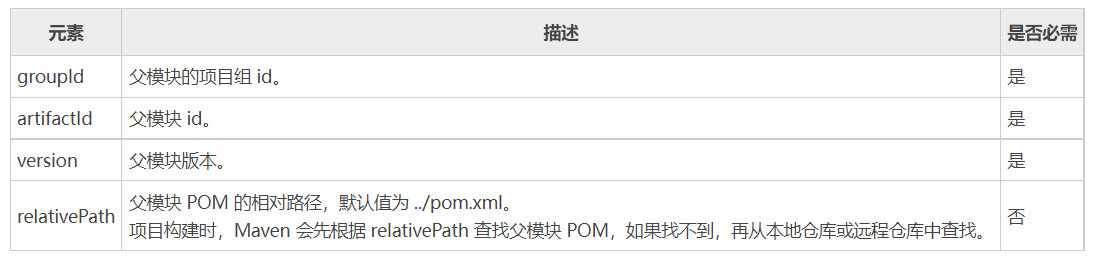 元素 描述 是否必需
groupId 父模块的项目组 id。 是
artifactId 父模块 id。 是
version 父模块版本。 是
relativePath 父模块 POM 的相对路径，默认值为 ../pom.xml。
项目构建时，Maven 会先根据 relativePath 查找父模块 POM，如果找不到，再从本地仓库或远程仓库中查找。 否